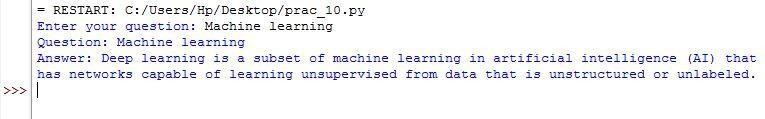 = RESTART: C:/Users/Hp/Desktop/prac_10.py
Enter your question: Machine learning
Question: Machine learning
Answer: Deep learning is a subset of machine learning in artificial intelligence (AI) that
has networks capable of learning unsupervised from data that is unstructured or unlabeled.
>>>